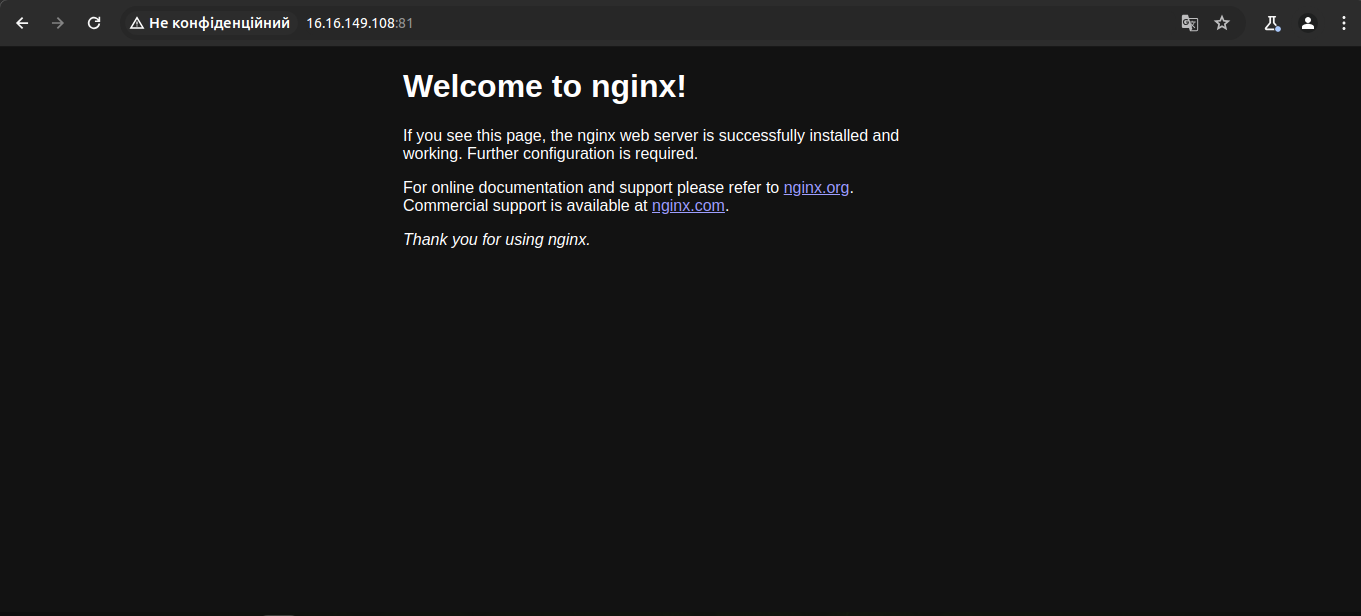 Не конфіденційний 16.16.149.108:81
Welcome to nginx!
If you see this page, the nginx web server is successfully installed and
working. Further configuration is required.
For online documentation and support please refer to nginx.org.
Commercial support is available at nginx.com.
Thank you for using nginx.